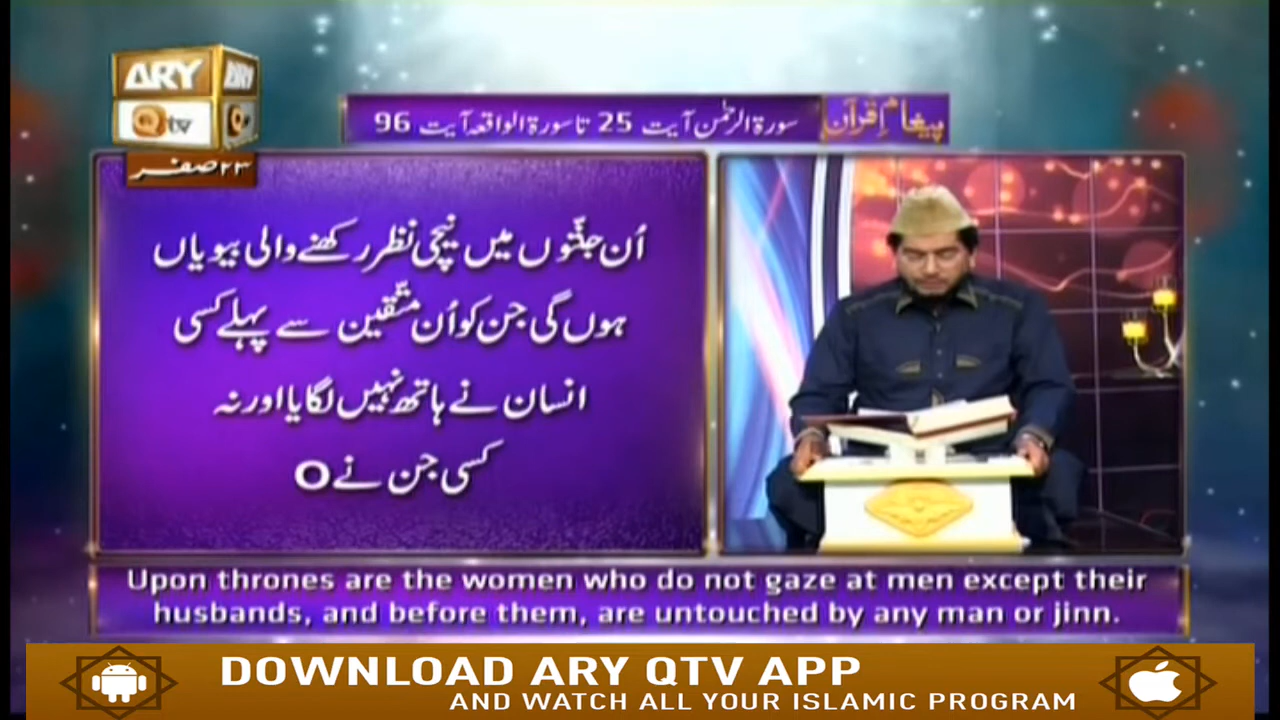 ARY
ARY
Qtv
Q
۲۳ صفر
پیغامِ قرآن
سورۃ الرحمٰن آیت 25 تا سورۃ الواقعہ آیت 96
اُن جنّتوں میں نیچی نظر رکھنے والی بیویاں
ہوں گی جن کو اُن متّقین سے پہلے کسی
انسان نے ہاتھ نہیں لگایا اور نہ
کسی جن نے O
Upon thrones are the women who do not gaze at men except their
husbands, and before them, are untouched by any man or jinn.
DOWNLOAD ARY QTV APP
AND WATCH ALL YOUR ISLAMIC PROGRAM